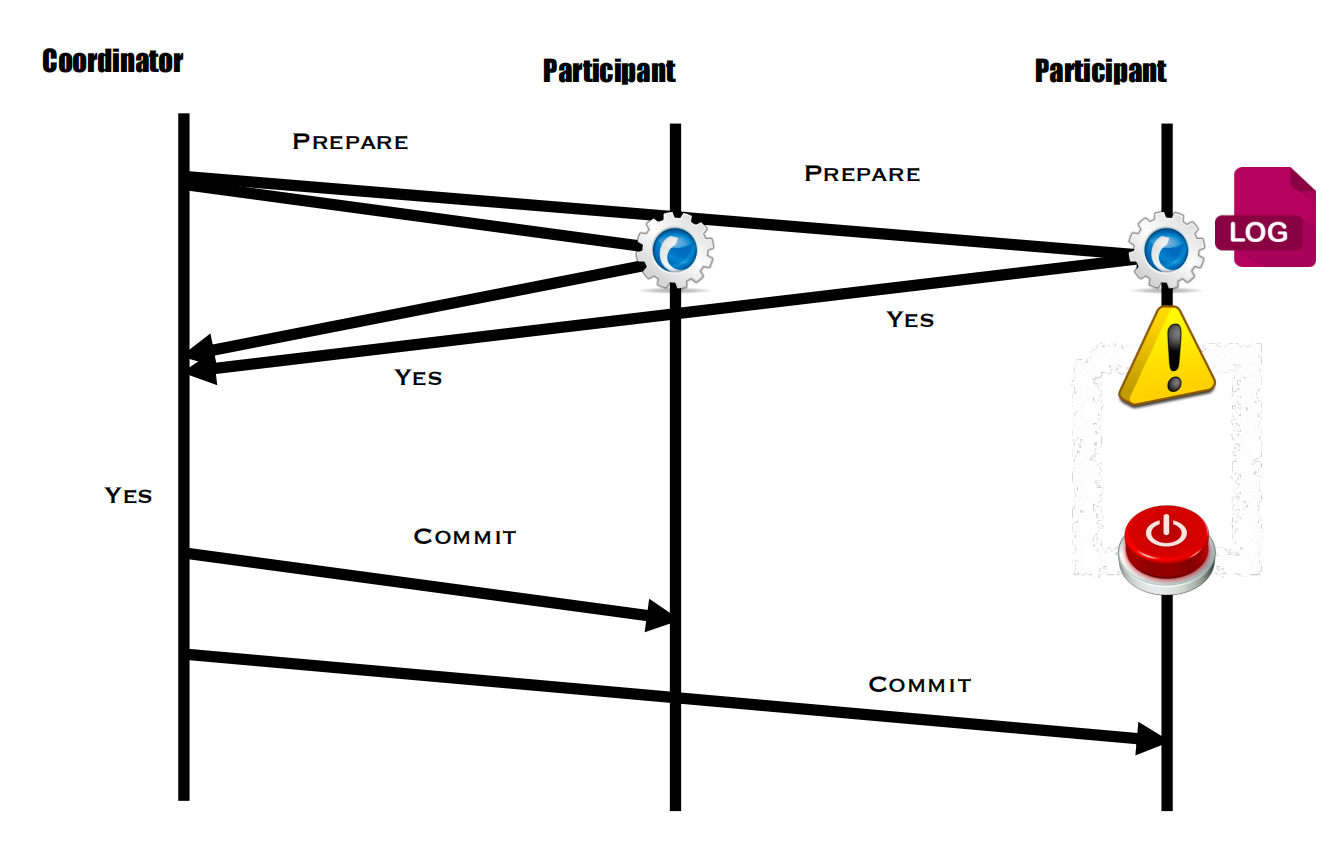 Coordinator
Participant
Participant
Prepare
Prepare
LOG
Yes
Yes
Yes
Commit
Commit